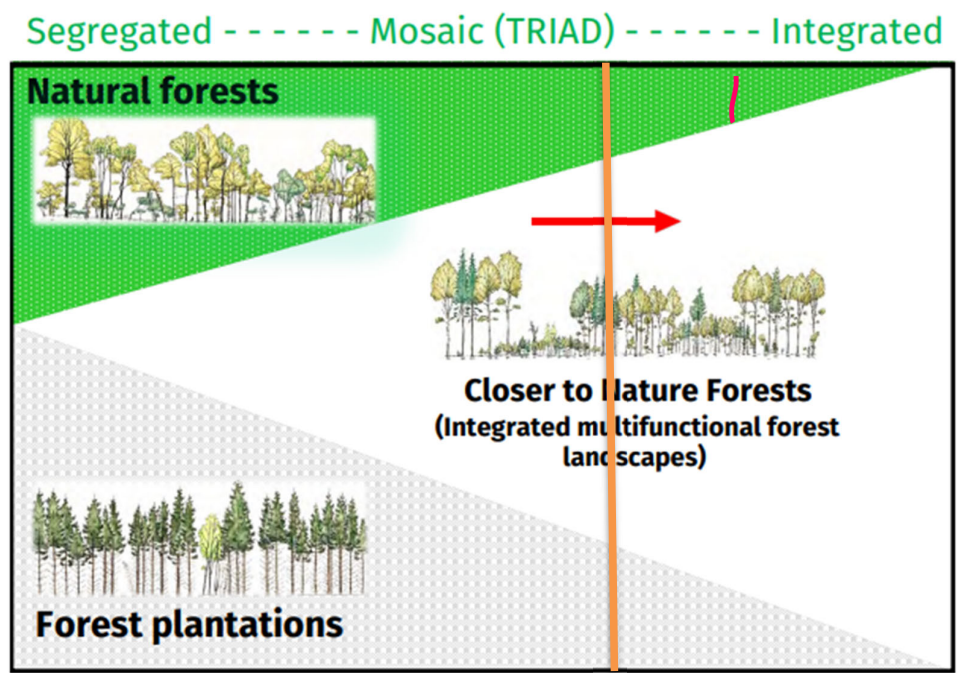 Segregated - - - - - - Mosaic (TRIAD) - - - - - - Integrated
Natural forests
Closer to Nature Forests
(Integrated multifunctional forest
landscapes)
Forest plantations